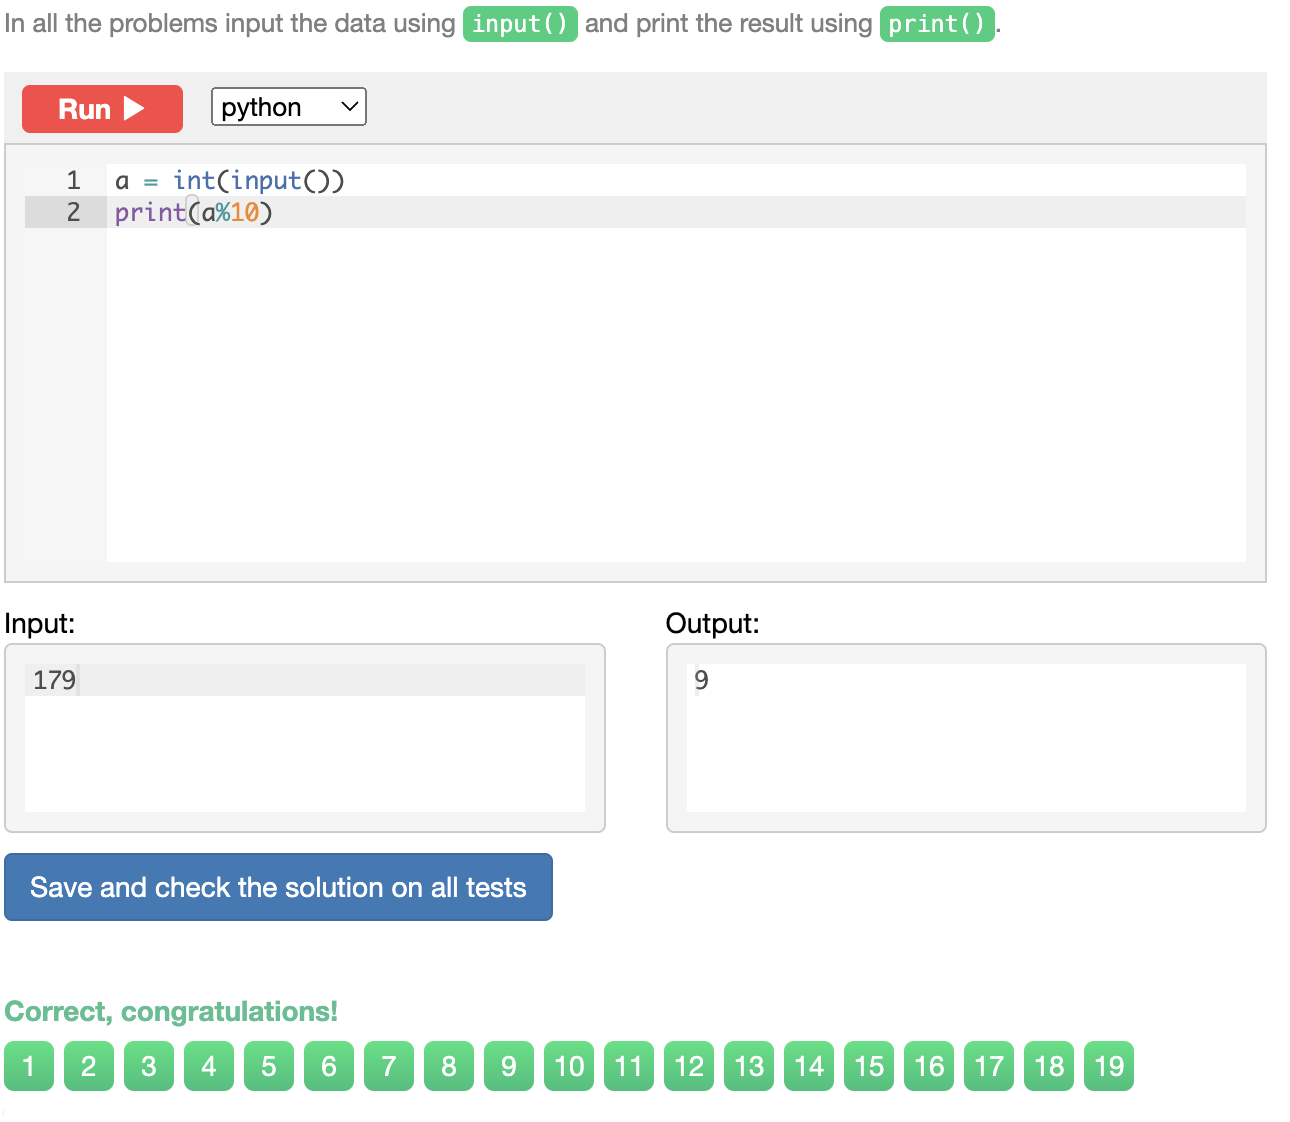 In all the problems input the data using input() and print the result using print().
Run python
1 a = int(input())
2 print(a%10)
Input: Output:
179 9
Save and check the solution on all tests
Correct, congratulations!
1 2 3 4 5 6 7 8 9 10 11 12 13 14 15 16 17 18 19